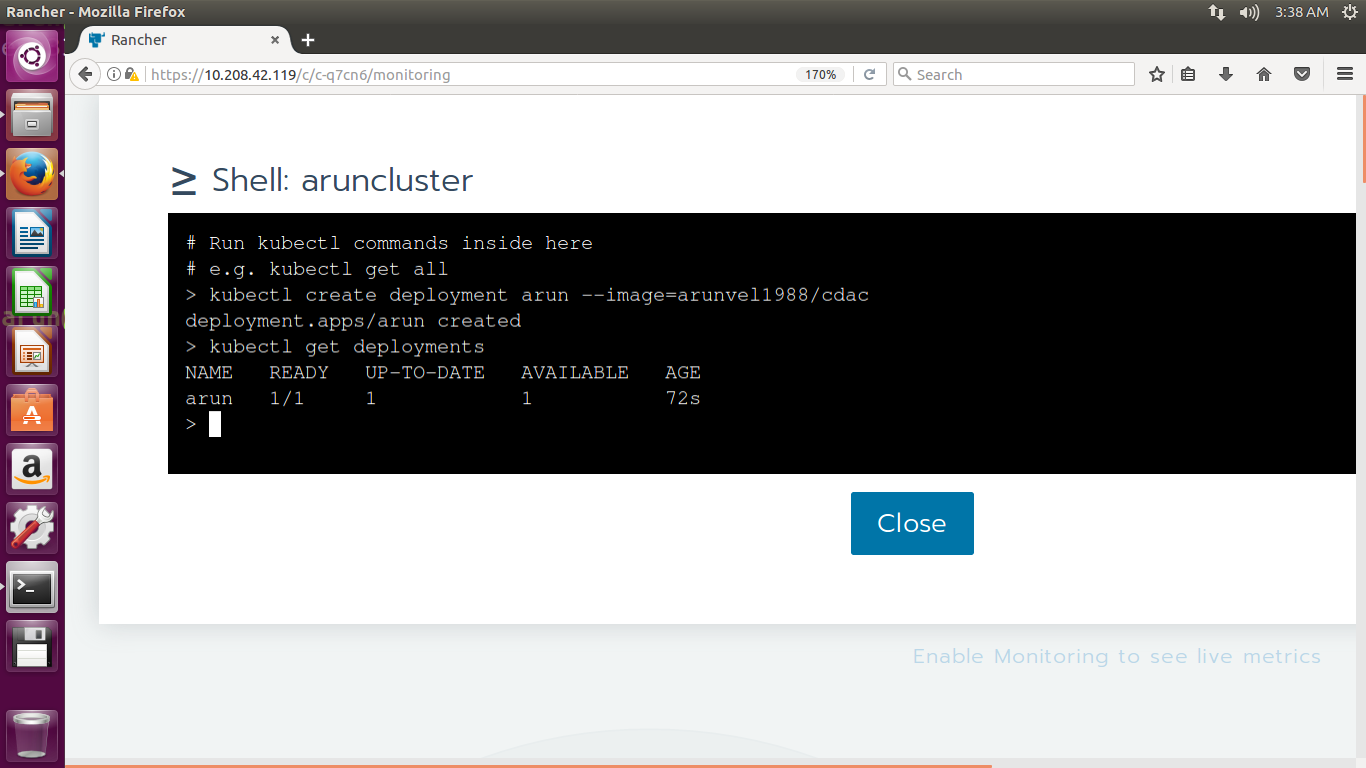 Rancher - Mozilla Firefox
3:38 AM
Rancher
https://10.208.42.119/c/c-q7cn6/monitoring
170%
Search
≥ Shell: aruncluster
# Run kubectl commands inside here
# e.g. kubectl get all
> kubectl create deployment arun --image=arunvel1988/cdac
deployment.apps/arun created
> kubectl get deployments
NAME READY UP-TO-DATE AVAILABLE AGE
arun 1/1 1 1 72s
>
Close
Enable Monitoring to see live metrics